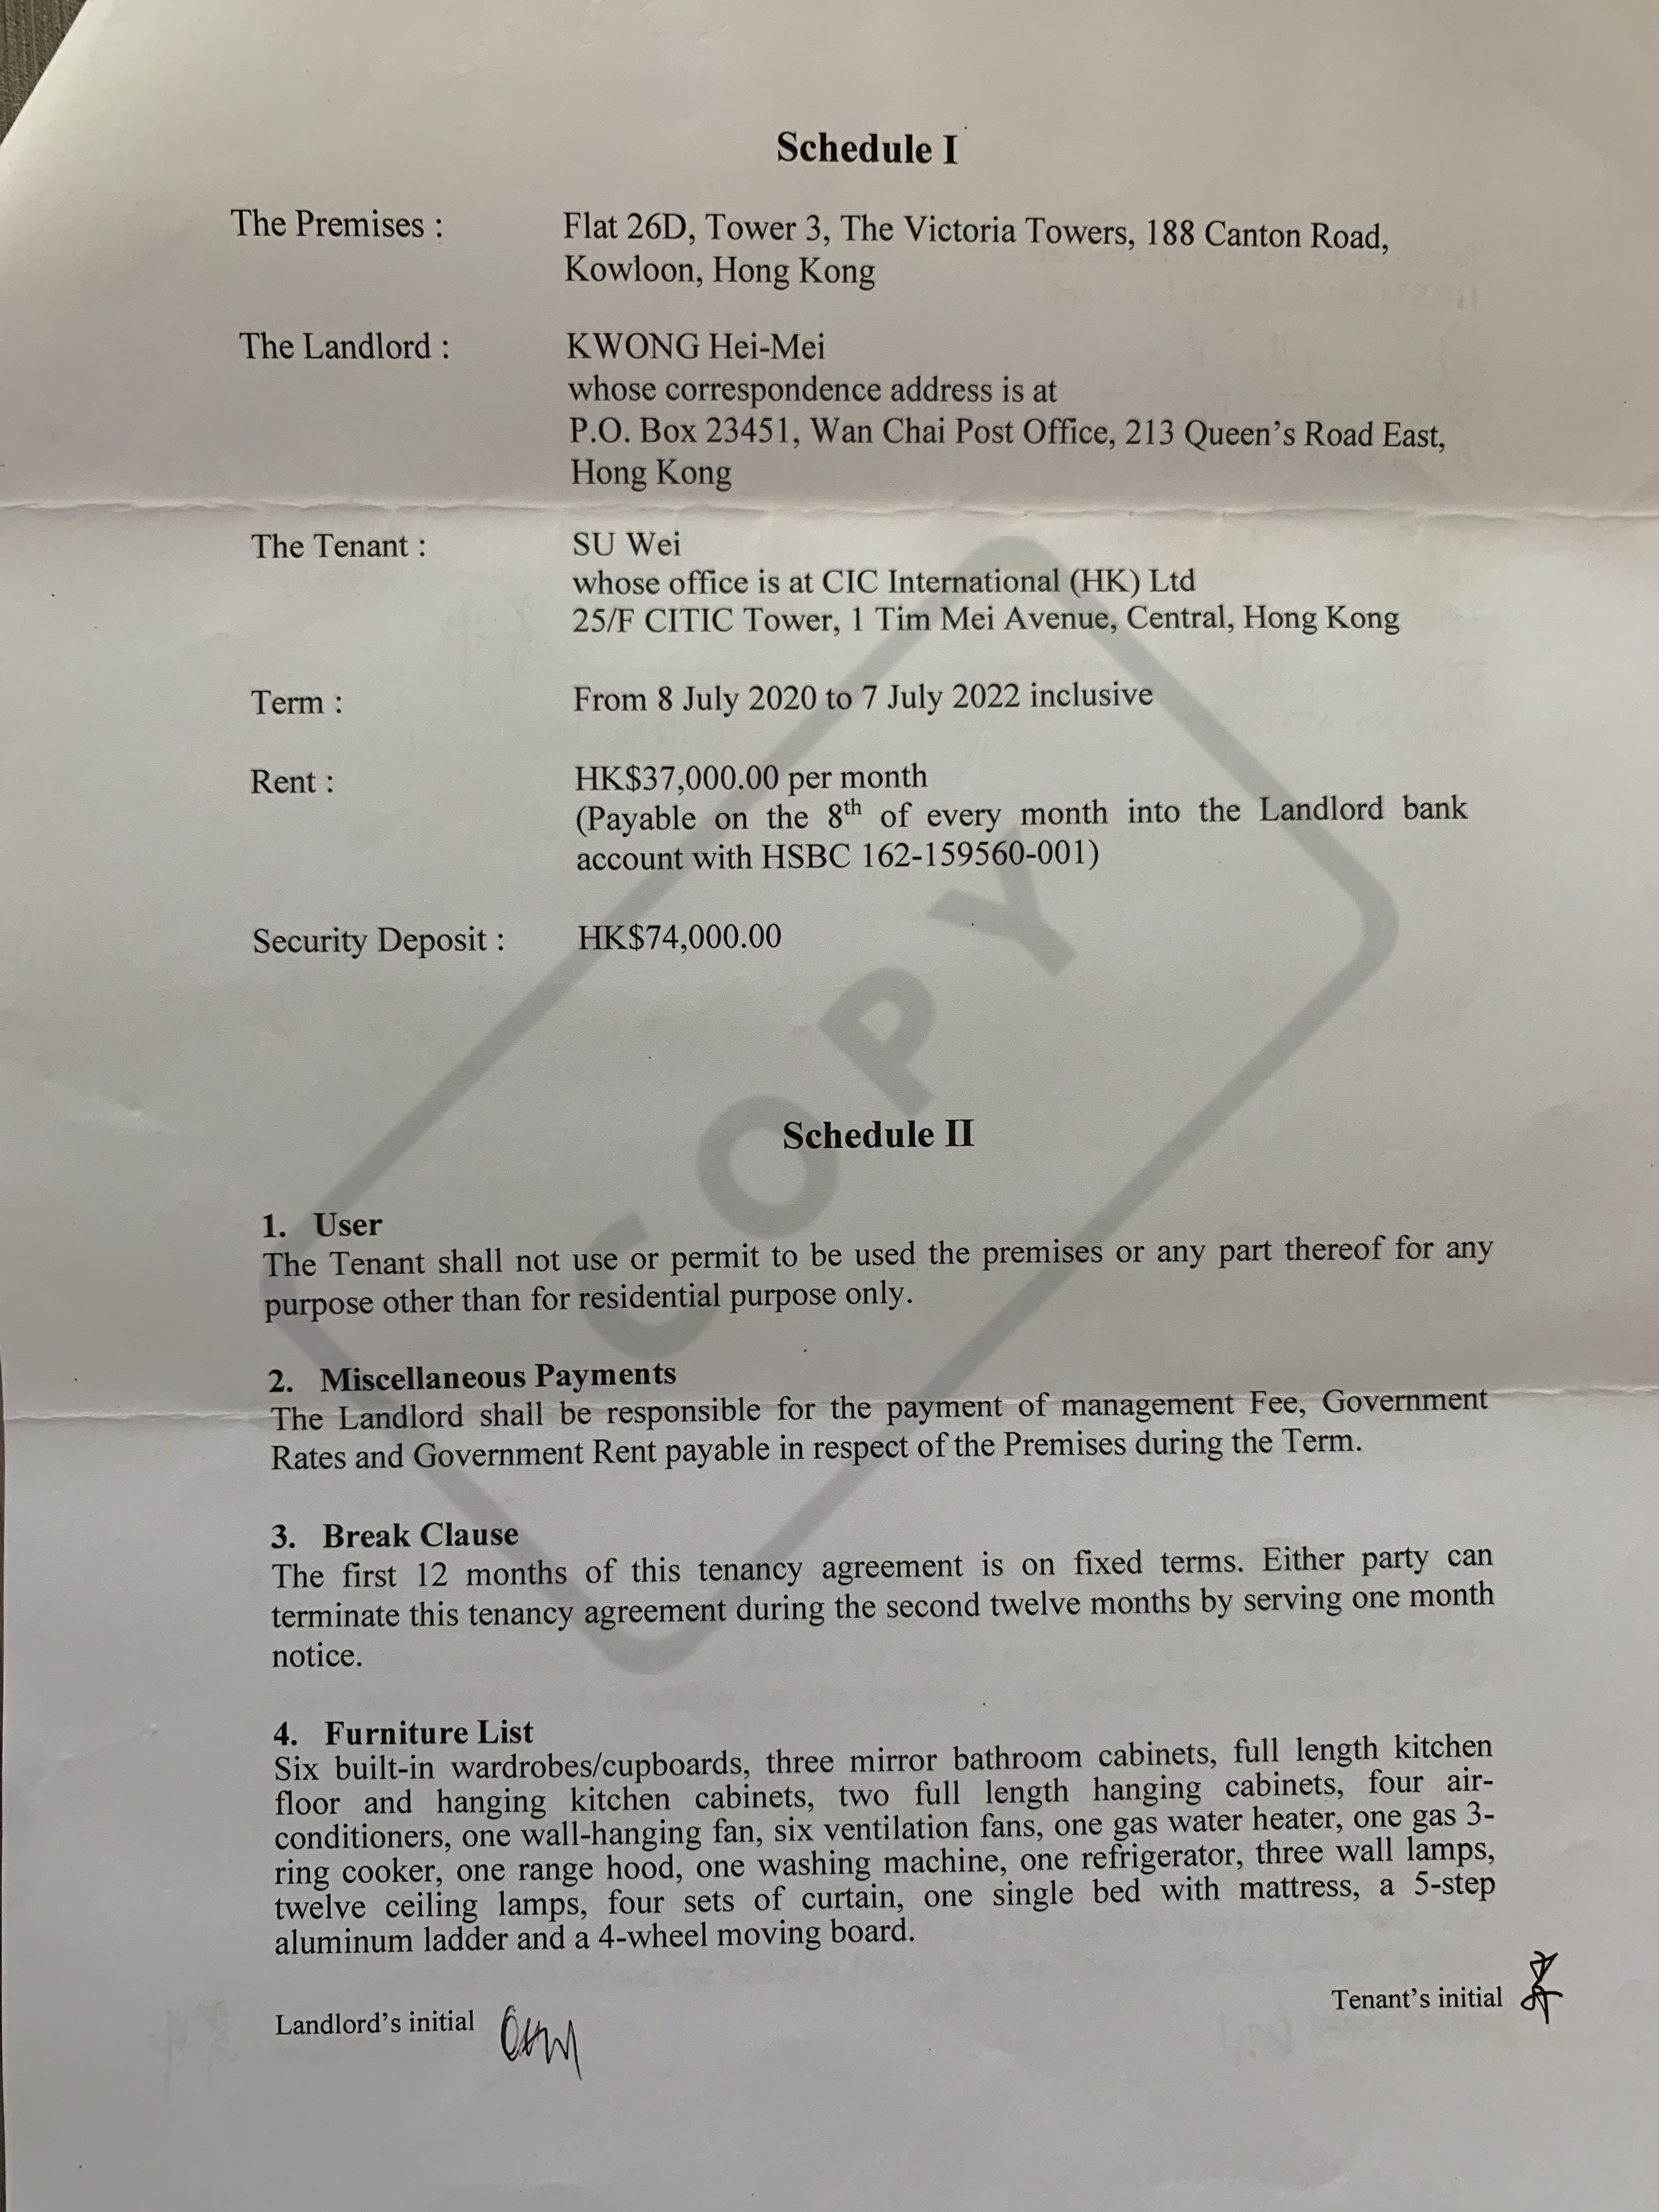 Schedule I
The Premises : Flat 26D, Tower 3, The Victoria Towers, 188 Canton Road,
Kowloon, Hong Kong
The Landlord : KWONG Hei-Mei
whose correspondence address is at
P.O. Box 23451, Wan Chai Post Office, 213 Queen's Road East,
Hong Kong
The Tenant : SU Wei
whose office is at CIC International (HK) Ltd
25/F CITIC Tower, 1 Tim Mei Avenue, Central, Hong Kong
Term : From 8 July 2020 to 7 July 2022 inclusive
Rent : HK$37,000.00 per month
(Payable on the 8th of every month into the Landlord bank
account with HSBC 162-159560-001)
Security Deposit : HK$74,000.00
COPY
Schedule II
1. User
The Tenant shall not use or permit to be used the premises or any part thereof for any
purpose other than for residential purpose only.
2. Miscellaneous Payments
The Landlord shall be responsible for the payment of management Fee, Government
Rates and Government Rent payable in respect of the Premises during the Term.
3. Break Clause
The first 12 months of this tenancy agreement is on fixed terms. Either party can
terminate this tenancy agreement during the second twelve months by serving one month
notice.
4. Furniture List
Six built-in wardrobes/cupboards, three mirror bathroom cabinets, full length kitchen
floor and hanging kitchen cabinets, two full length hanging cabinets, four air-
conditioners, one wall-hanging fan, six ventilation fans, one gas water heater, one gas 3-
ring cooker, one range hood, one washing machine, one refrigerator, three wall lamps,
twelve ceiling lamps, four sets of curtain, one single bed with mattress, a 5-step
aluminum ladder and a 4-wheel moving board.
Landlord's initial
Tenant's initial